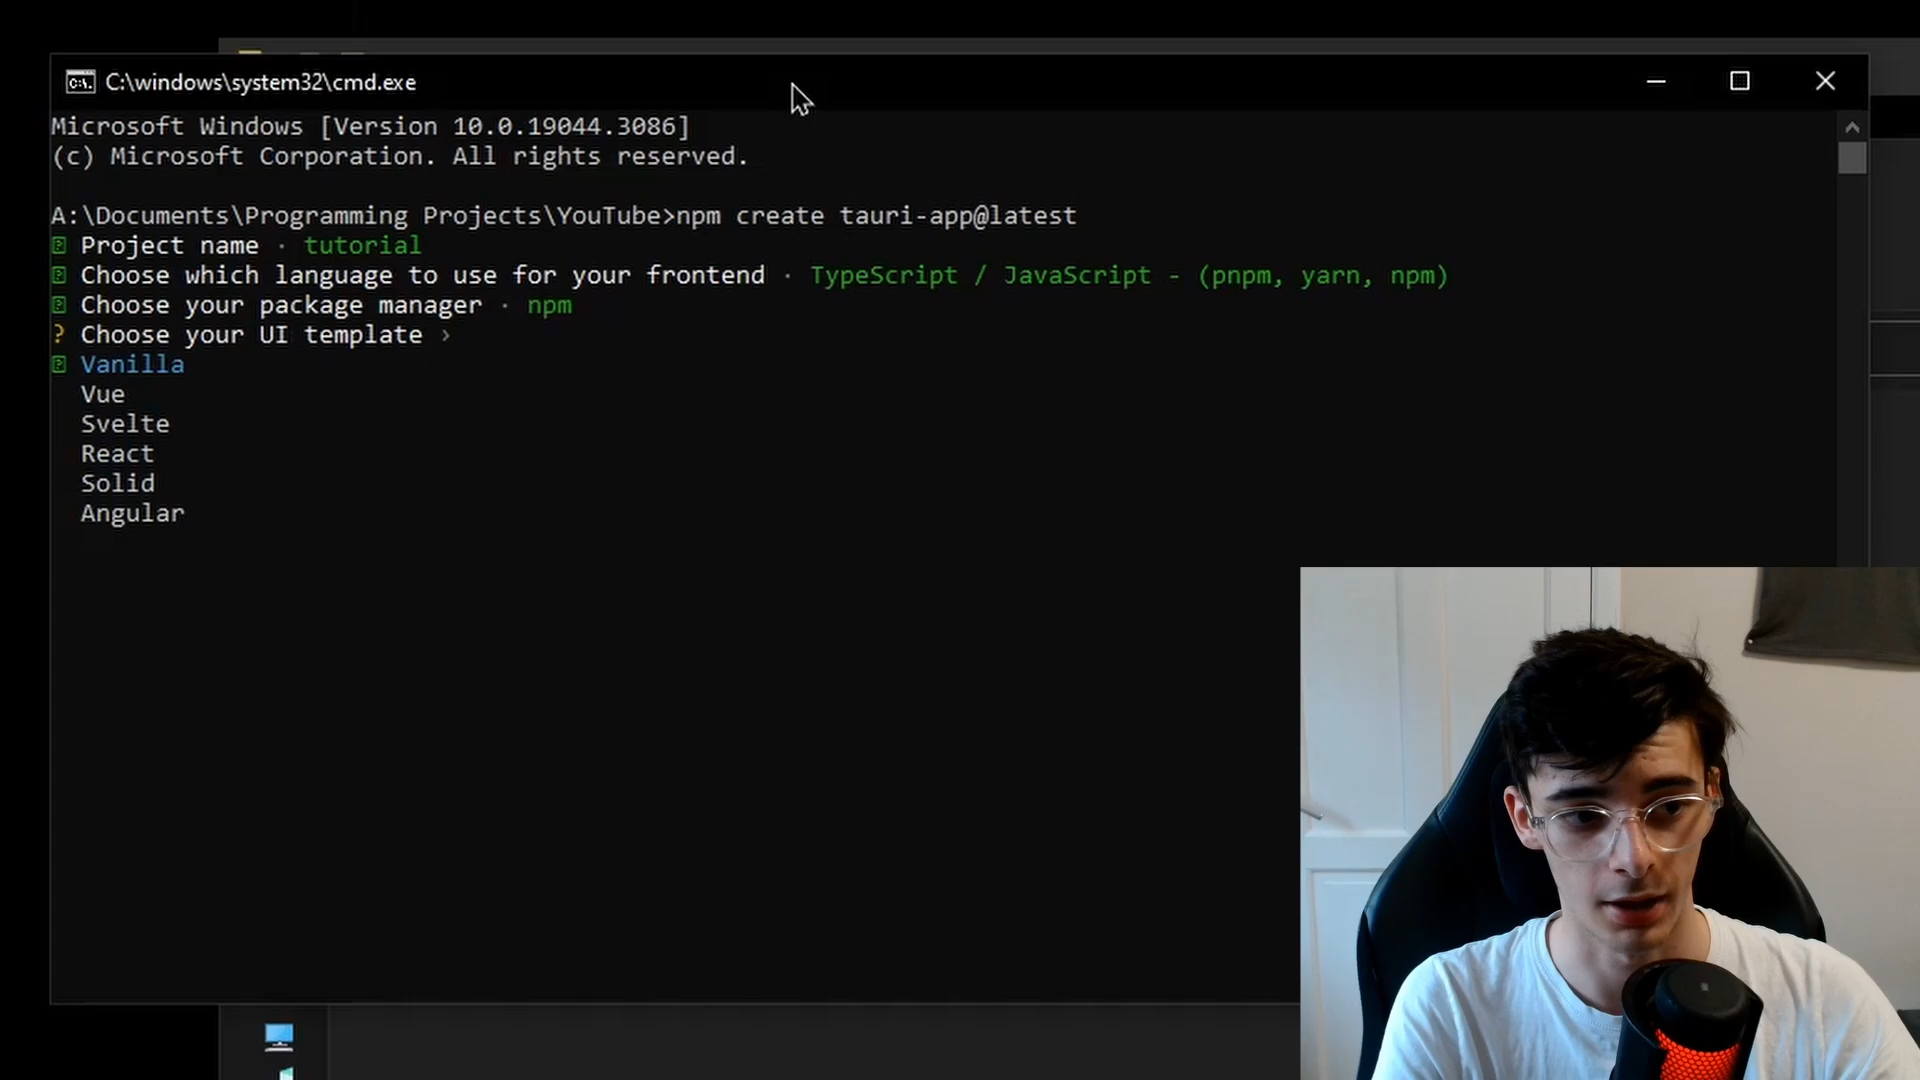 C:\windows\system32\cmd.exe
Microsoft Windows [Version 10.0.19044.3086]
(c) Microsoft Corporation. All rights reserved.
A:\Documents\Programming Projects\YouTube>npm create tauri-app@latest
Project name · tutorial
Choose which language to use for your frontend · TypeScript / JavaScript - (pnpm, yarn, npm)
Choose your package manager · npm
? Choose your UI template ›
Vanilla
Vue
Svelte
React
Solid
Angular